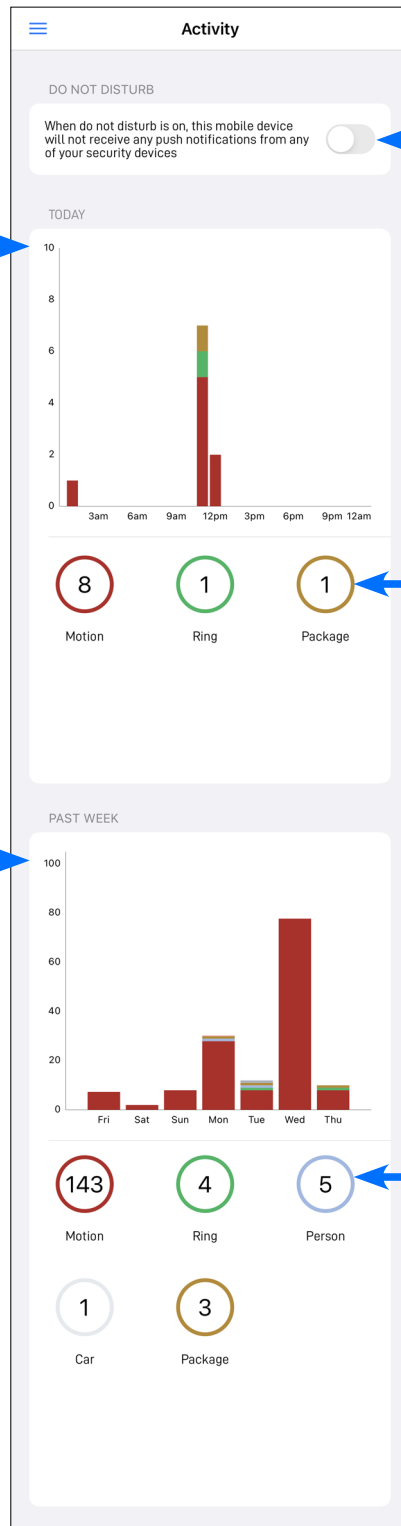 Activity
DO NOT DISTURB
When do not disturb is on, this mobile device
will not receive any push notifications from any
of your security devices
TODAY
10
8
6
4
2
0
3am 6am 9am 12pm 3pm 6pm 9pm 12am
8 1 1
Motion Ring Package
PAST WEEK
100
80
60
40
20
0
Fri Sat Sun Mon Tue Wed Thu
143 4 5
Motion Ring Person
1 3
Car Package